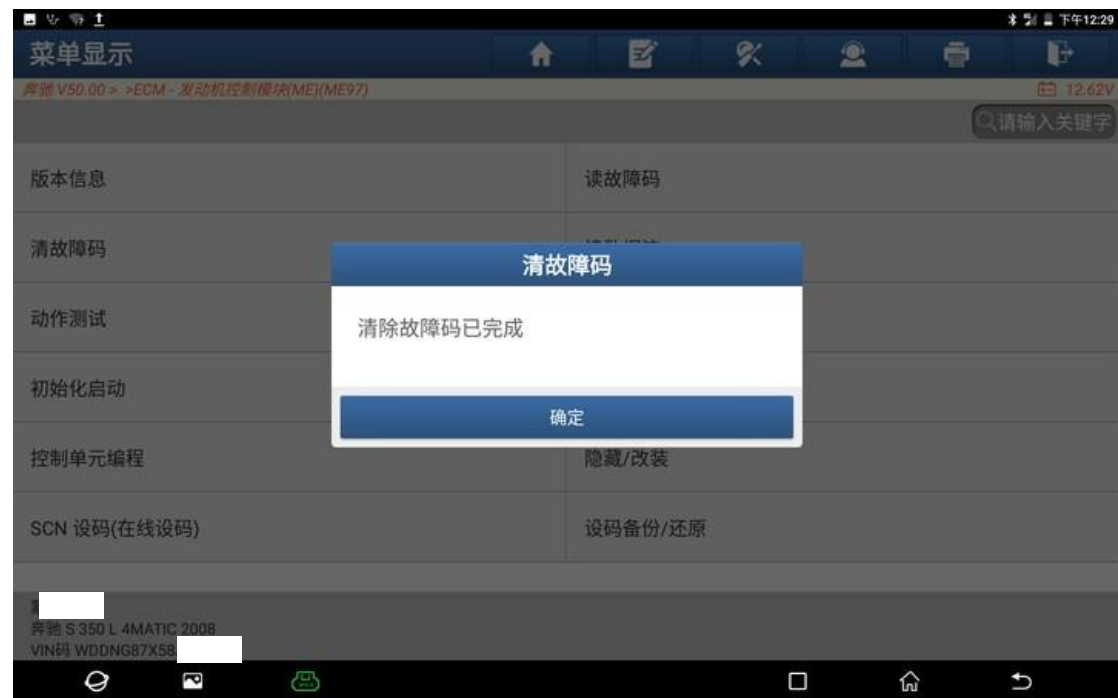 下午12:29
菜单显示
奔驰 V50.00 > >ECM - 发动机控制模块(ME)(ME97)
12.62V
请输入关键字
版本信息
读故障码
清故障码
清故障码
动作测试
清除故障码已完成
初始化启动
确定
控制单元编程
隐藏/改装
SCN 设码(在线设码)
设码备份/还原
奔驰 S 350 L 4MATIC 2008
VIN码 WDDNG87X58